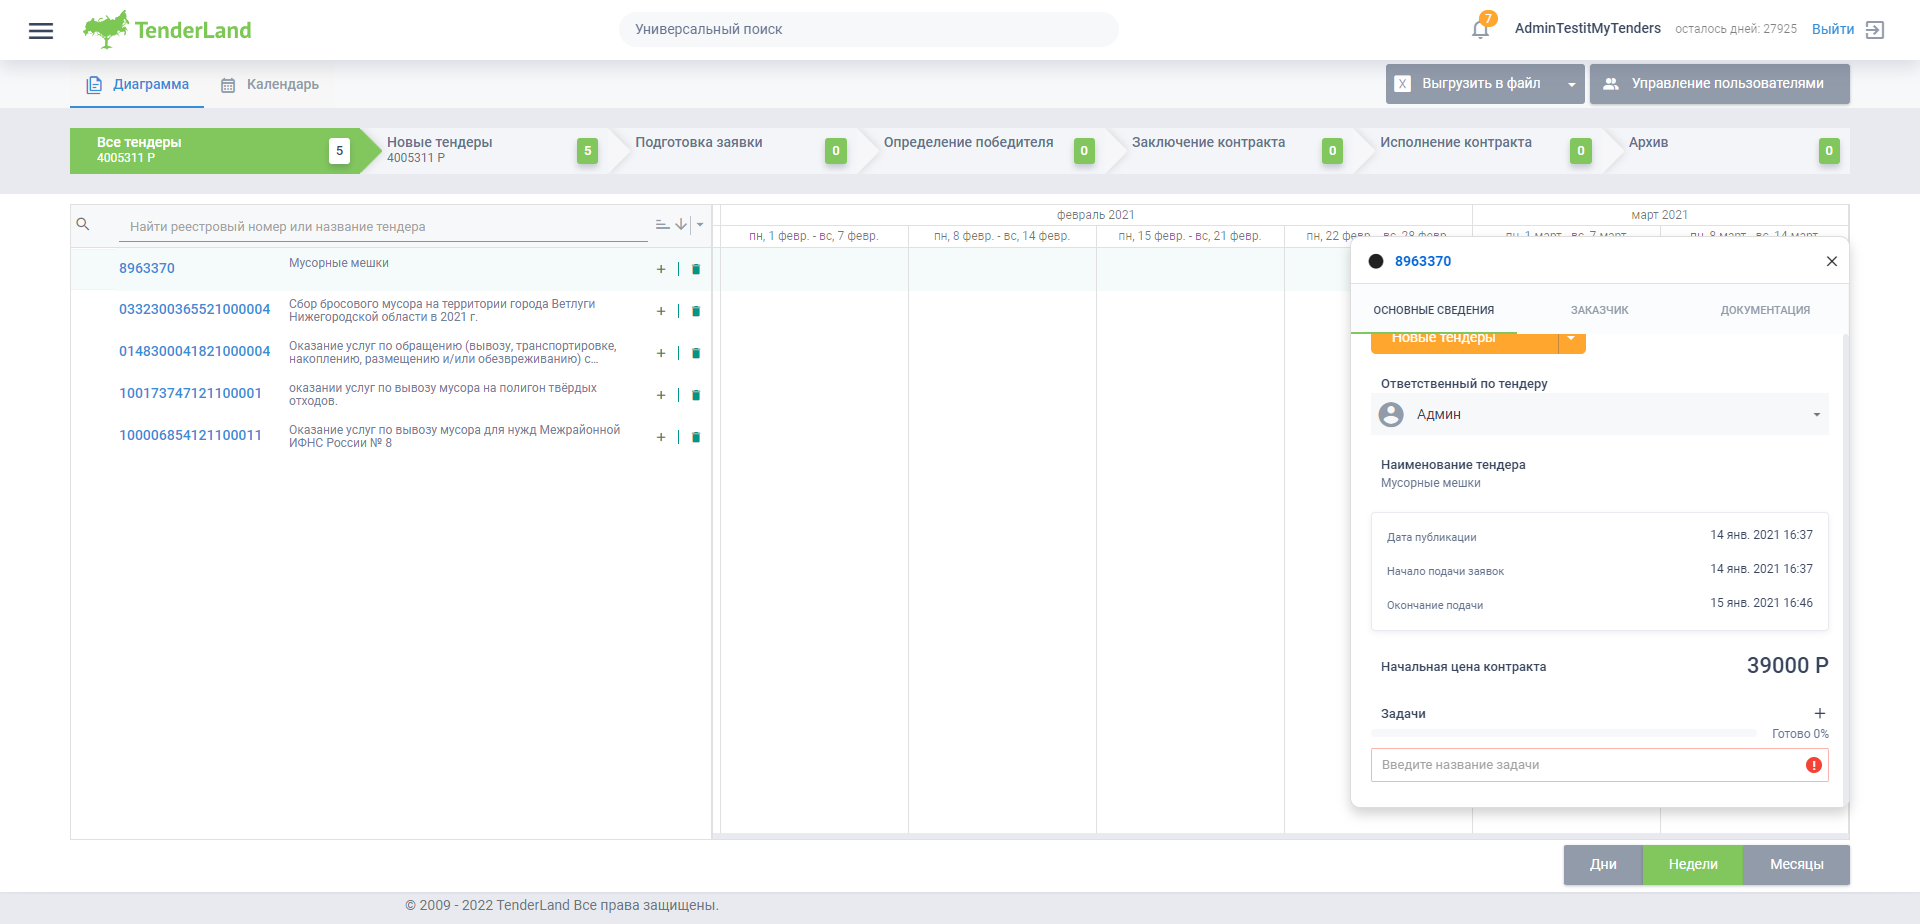 TenderLand
Универсальный поиск
7
AdminTestitMyTenders
осталось дней: 27925
Выйти
Диаграмма
Календарь
X
Выгрузить в файл
Управление пользователями
Все тендеры
4005311 Р
5
Новые тендеры
4005311 Р
5
Подготовка заявки
0
Определение победителя
0
Заключение контракта
0
Исполнение контракта
0
Архив
0
Найти реестровый номер или название тендера
февраль 2021
март 2021
пн, 1 февр. - вс, 7 февр.
пн, 8 февр. - вс, 14 февр.
пн, 15 февр. - вс, 21 февр.
пн, 22 февр. - вс, 28 февр.
пн, 1 март. - вс, 7 март.
пн, 8 март. - вс, 14 март.
8963370
Мусорные мешки
0332300365521000004
Сбор бросового мусора на территории города Ветлуги
Нижегородской области в 2021 г.
0148300041821000004
Оказание услуг по обращению (вывозу, транспортировке,
накоплению, размещению и/или обезвреживанию) с...
100173747121100001
оказании услуг по вывозу мусора на полигон твёрдых
отходов.
100006854121100011
Оказание услуг по вывозу мусора для нужд Межрайонной
ИФНС России № 8
8963370
ОСНОВНЫЕ СВЕДЕНИЯ
ЗАКАЗЧИК
ДОКУМЕНТАЦИЯ
Новые тендеры
Ответственный по тендеру
Админ
Наименование тендера
Мусорные мешки
Дата публикации
14 янв. 2021 16:37
Начало подачи заявок
14 янв. 2021 16:37
Окончание подачи
15 янв. 2021 16:46
Начальная цена контракта
39000 Р
Задачи
Готово 0%
Введите название задачи
Дни
Недели
Месяцы
© 2009 - 2022 TenderLand Все права защищены.